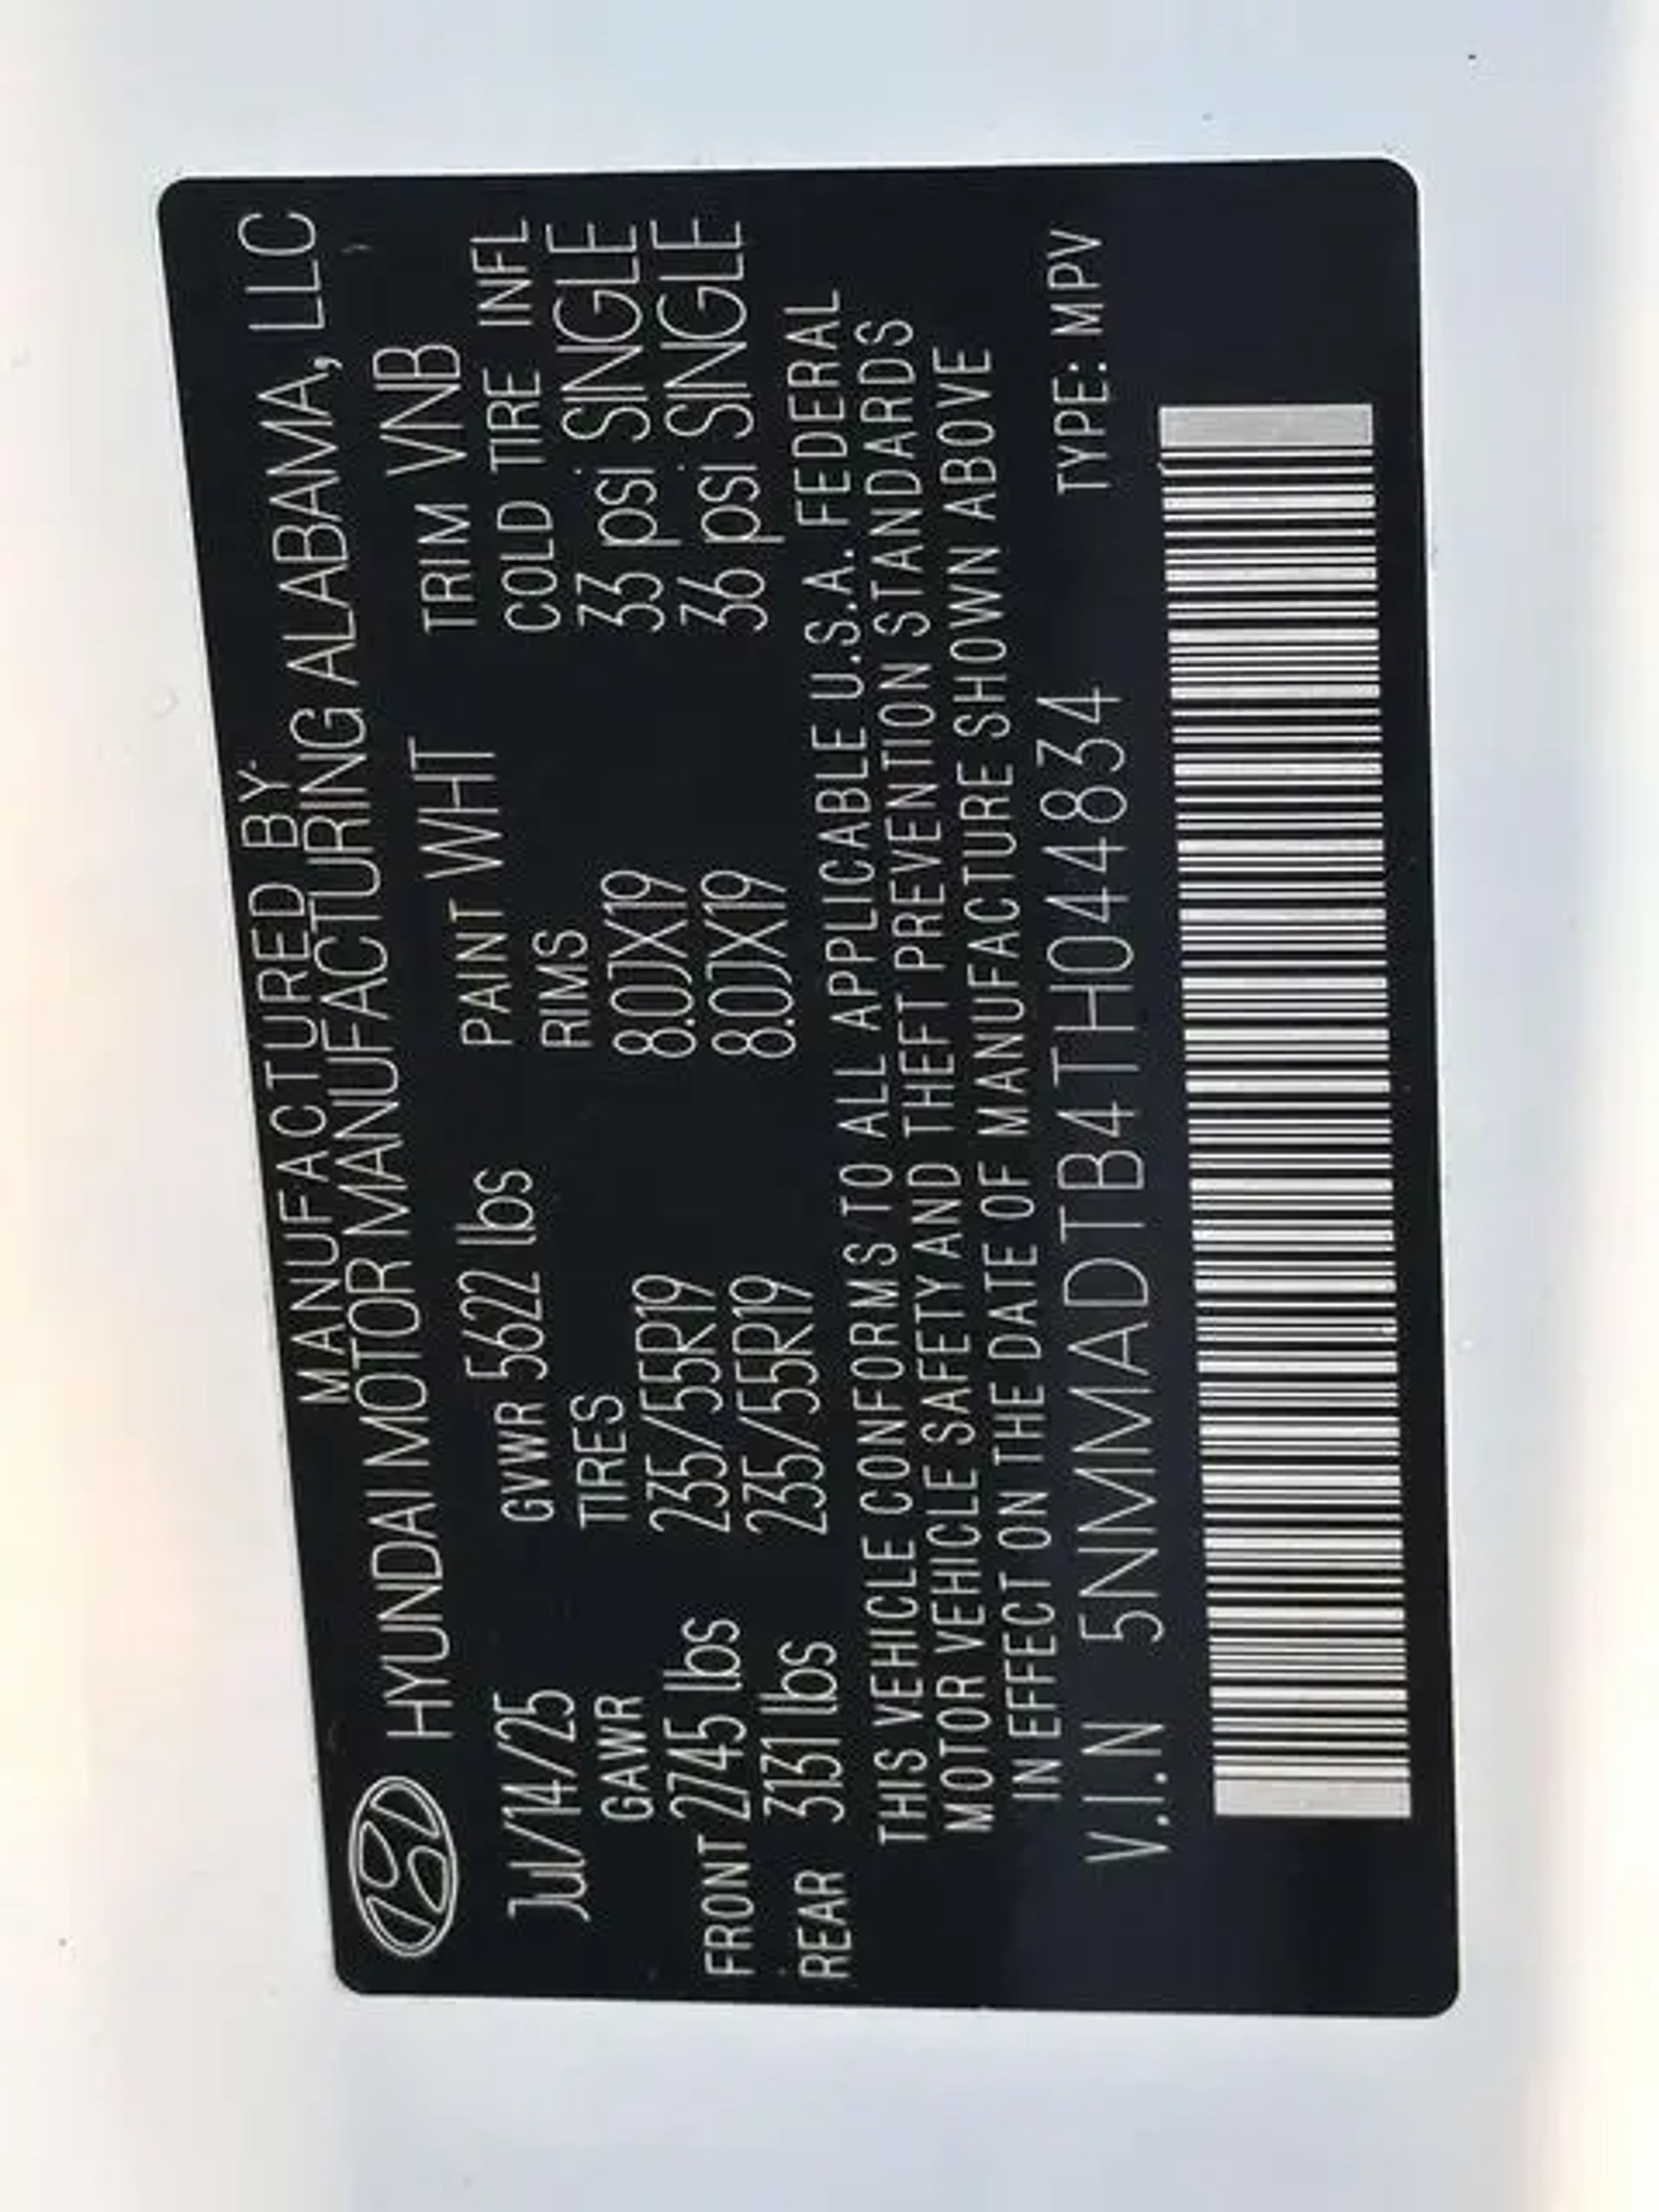 MANUFACTURED BY:
HYUNDAI MOTOR MANUFACTURING ALABAMA, LLC
Jul/14/25 GVWR 5622 lbs PAINT WHT TRIM VNB
GAWR TIRES RIMS COLD TIRE INFL
FRONT 2745 lbs 235/55R19 8.0JX19 33 psi SINGLE
REAR 3131 lbs 235/55R19 8.0JX19 36 psi SINGLE
THIS VEHICLE CONFORMS TO ALL APPLICABLE U.S.A. FEDERAL
MOTOR VEHICLE SAFETY AND THEFT PREVENTION STANDARDS
IN EFFECT ON THE DATE OF MANUFACTURE SHOWN ABOVE
V.I.N 5NMMADTB4TH044834 TYPE: MPV